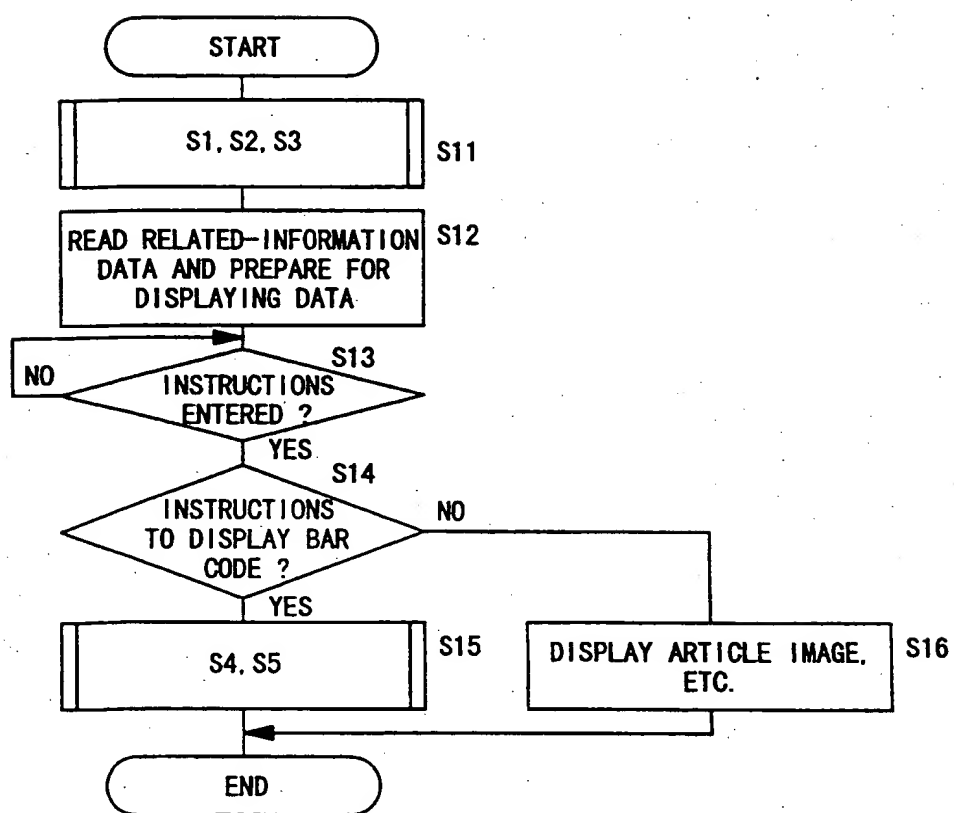 START
S1, S2, S3
S11
READ RELATED-INFORMATION
DATA AND PREPARE FOR
DISPLAYING DATA
S12
S13
NO
INSTRUCTIONS
ENTERED ?
YES
S14
INSTRUCTIONS
TO DISPLAY BAR
CODE ?
NO
YES
S4, S5
S15
DISPLAY ARTICLE IMAGE,
ETC.
S16
END